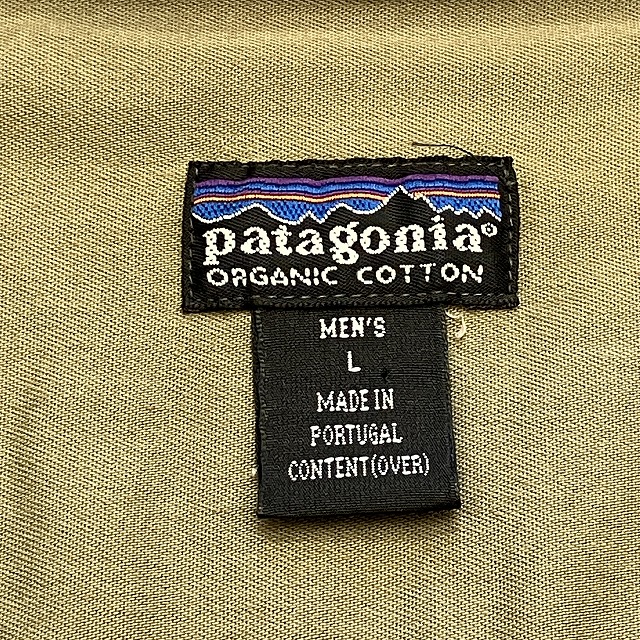 patagonia®
ORGANIC COTTON
MEN'S
L
MADE IN
PORTUGAL
CONTENT(OVER)